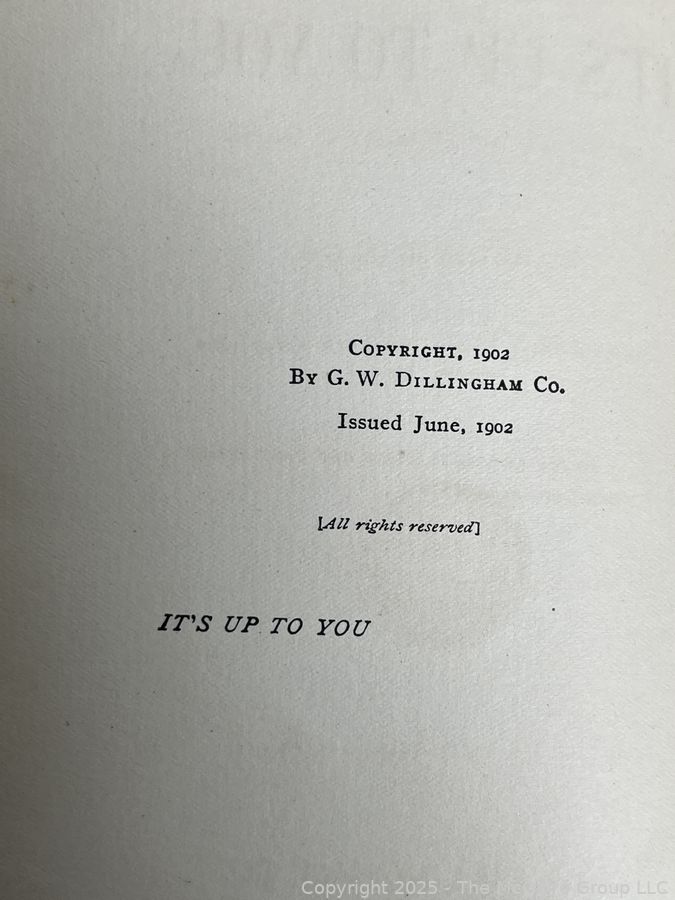 COPYRIGHT, 1902
BY G. W. DILLINGHAM CO.
Issued June, 1902
[All rights reserved]
IT'S UP TO YOU
Copyright 2025 - The Group LLC